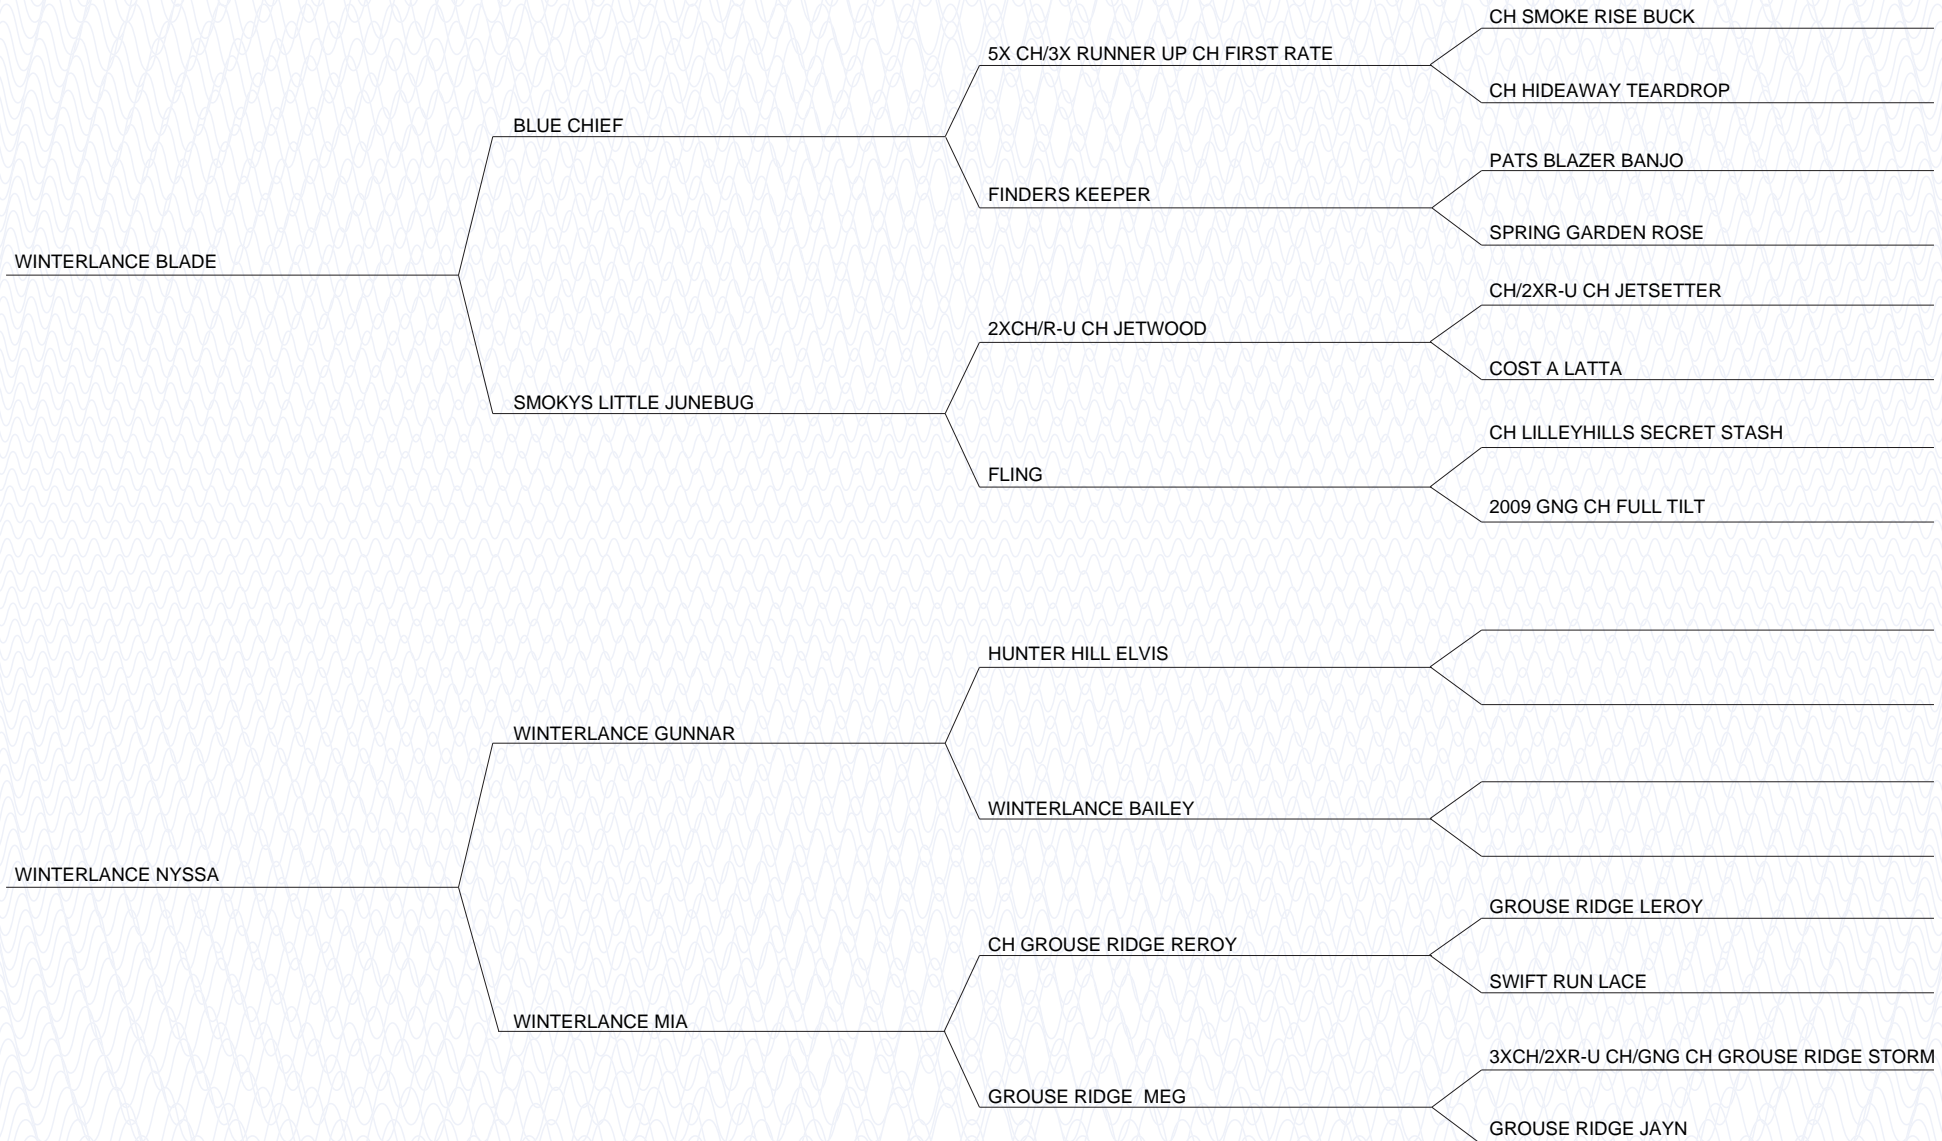 CH SMOKE RISE BUCK
5X CH/3X RUNNER UP CH FIRST RATE
CH HIDEAWAY TEARDROP
BLUE CHIEF
PATS BLAZER BANJO
FINDERS KEEPER
SPRING GARDEN ROSE
WINTERLANCE BLADE
CH/2XR-U CH JETSETTER
2XCH/R-U CH JETWOOD
COST A LATTA
SMOKYS LITTLE JUNEBUG
CH LILLEYHILLS SECRET STASH
FLING
2009 GNG CH FULL TILT
HUNTER HILL ELVIS
WINTERLANCE GUNNAR
WINTERLANCE BAILEY
WINTERLANCE NYSSA
GROUSE RIDGE LEROY
CH GROUSE RIDGE REROY
SWIFT RUN LACE
WINTERLANCE MIA
3XCH/2XR-U CH/GNG CH GROUSE RIDGE STORM
GROUSE RIDGE  MEG
GROUSE RIDGE JAYN